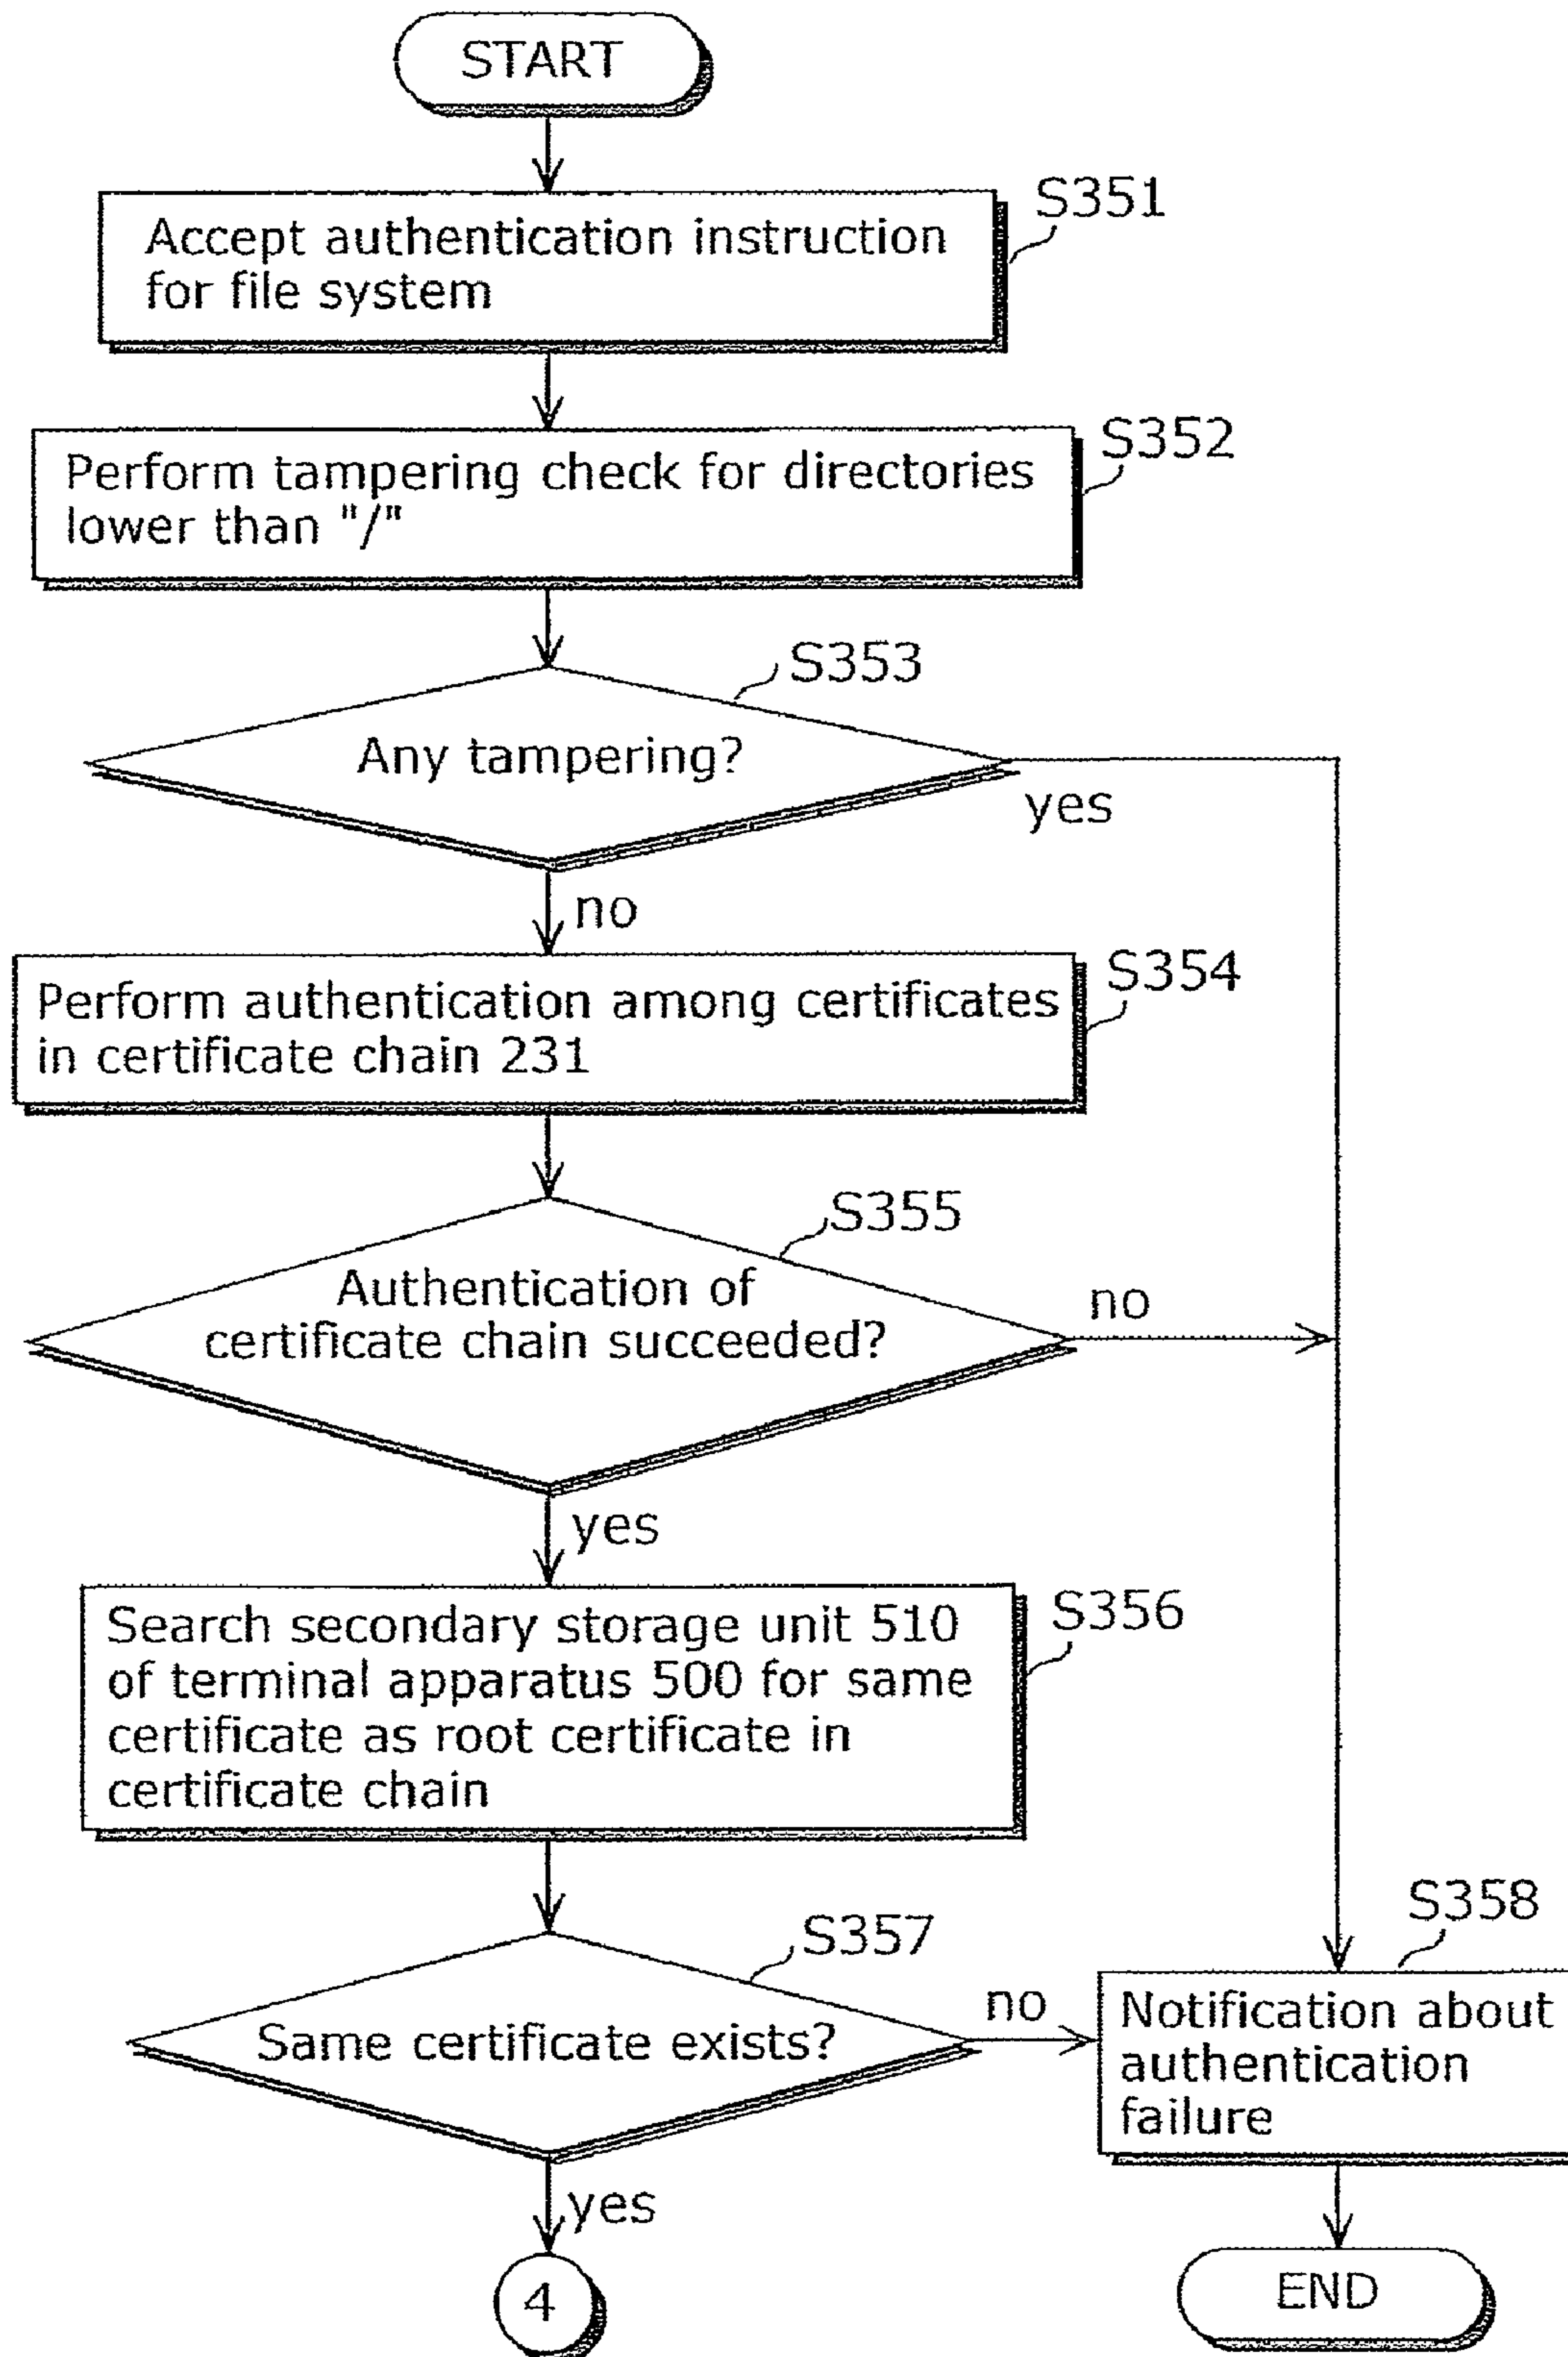 START
S351
Accept authentication instruction
for file system
S352
Perform tampering check for directories
lower than "/"
S353
Any tampering?
yes
no
S354
Perform authentication among certificates
in certificate chain 231
S355
Authentication of
certificate chain succeeded?
no
yes
S356
Search secondary storage unit 510
of terminal apparatus 500 for same
certificate as root certificate in
certificate chain
S357
Same certificate exists?
no
S358
Notification about
authentication
failure
yes
4
END